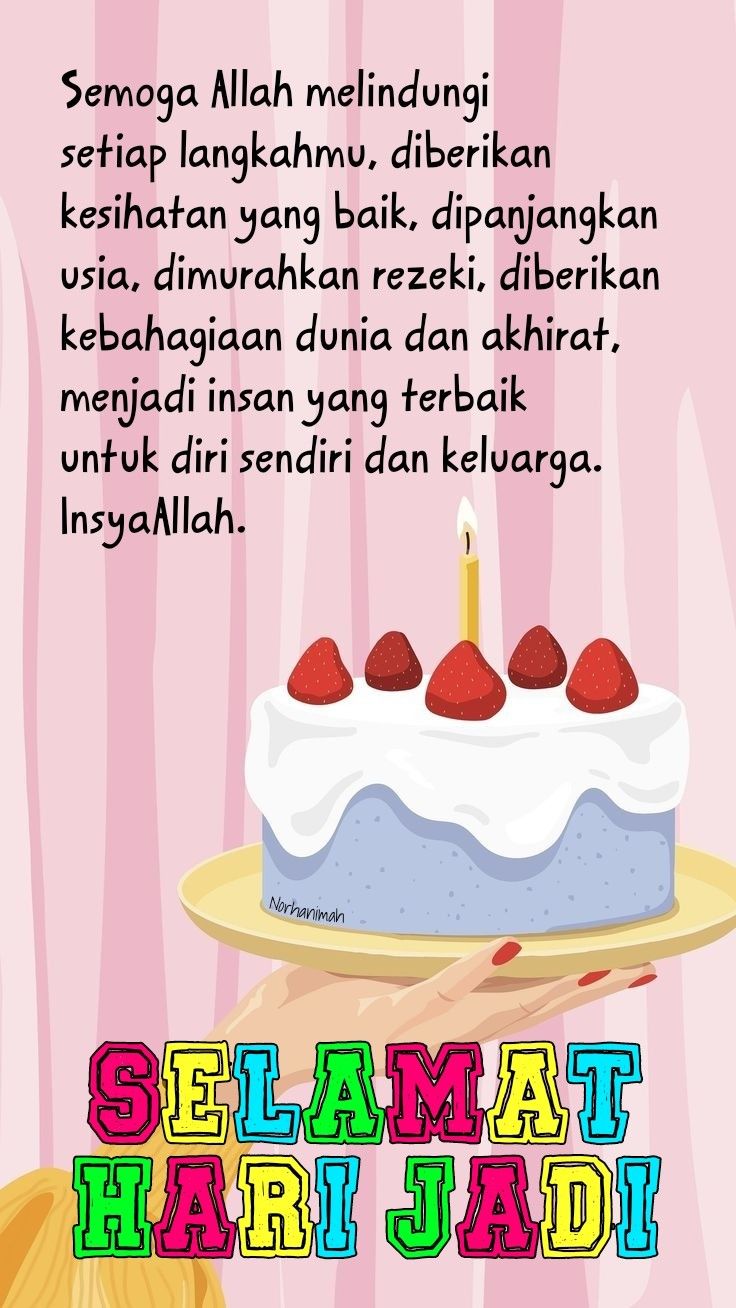 Semoga Allah melindungi
setiap langkahmu, diberikan
kesihatan yang baik, dipanjangkan
usia, dimurahkan rezeki, diberikan
kebahagiaan dunia dan akhirat,
menjadi insan yang terbaik
untuk diri sendiri dan keluarga.
InsyaAllah.
Norhanimah
SELAMAT
HARI JADI